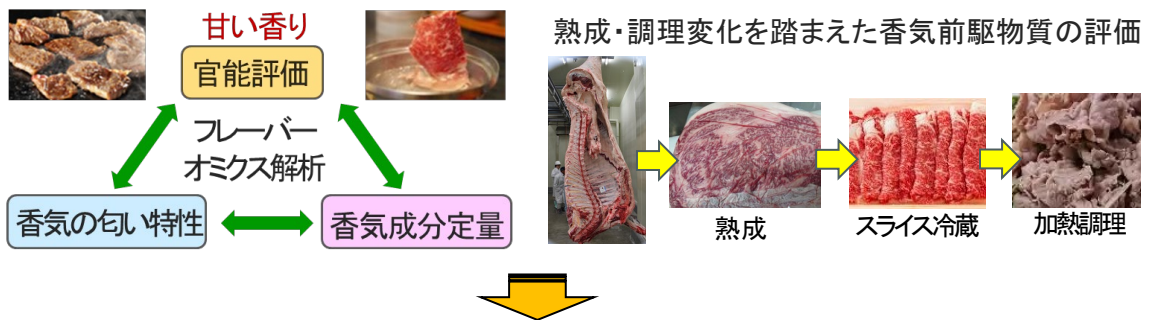 甘い香り
官能評価
フレーバー
オミクス解析
香気の匂い特性
香気成分定量
熟成・調理変化を踏まえた香気前駆物質の評価
熟成
スライス冷蔵
加熱調理